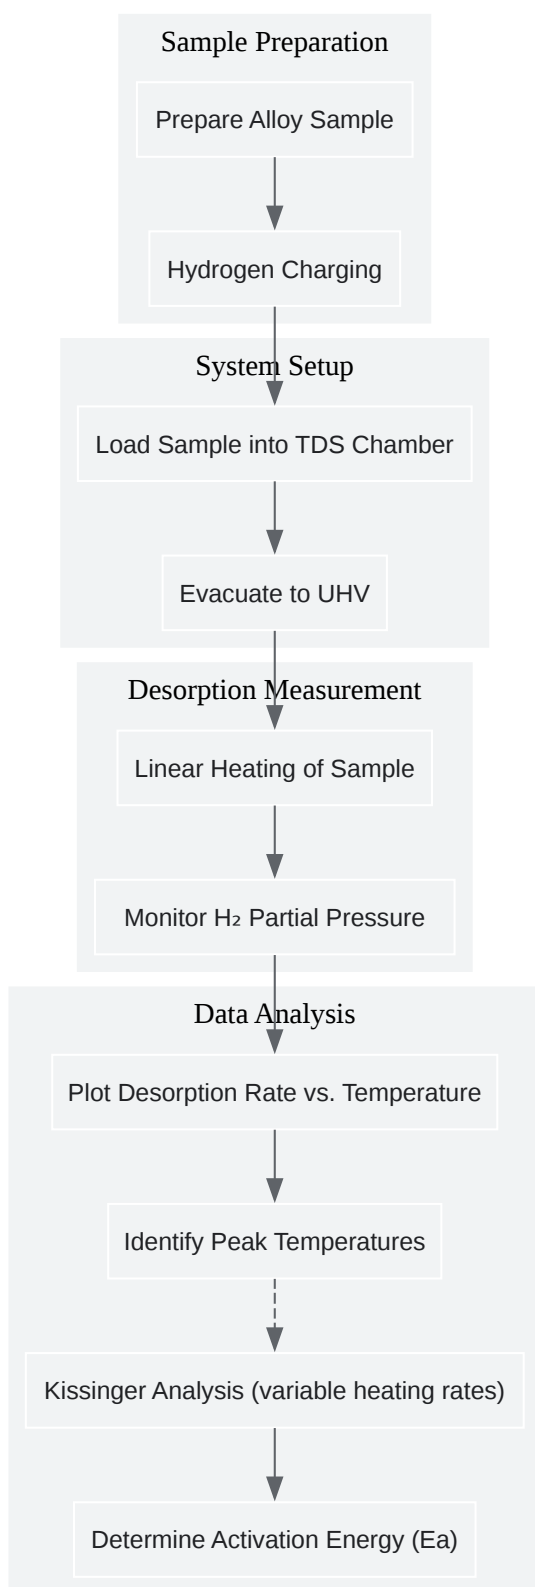 Sample Preparation
Prepare Alloy Sample
Hydrogen Charging
System Setup
Load Sample into TDS Chamber
Evacuate to UHV
Desorption Measurement
Linear Heating of Sample
Monitor H₂ Partial Pressure
Data Analysis
Plot Desorption Rate vs. Temperature
Identify Peak Temperatures
Kissinger Analysis (variable heating rates)
Determine Activation Energy (Ea)